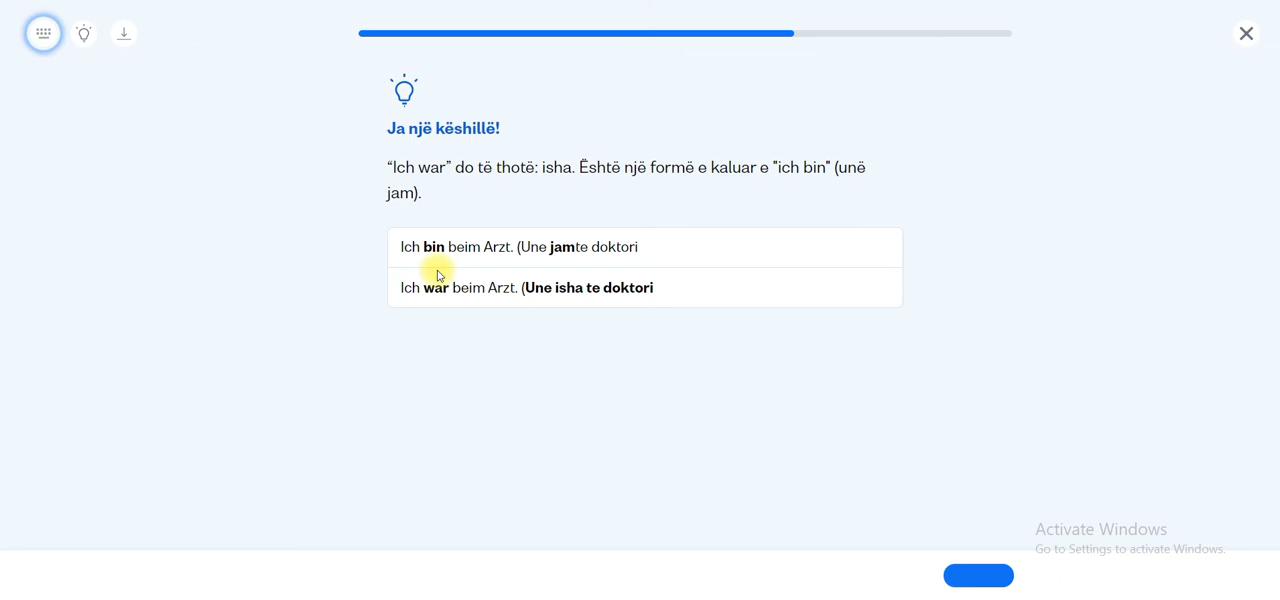 Ja një këshillë!
“Ich war” do të thotë: isha. Është një formë e kaluar e "ich bin" (unë
jam).
Ich bin beim Arzt. (Une jamte doktori
Ich war beim Arzt. (Une isha te doktori
Activate Windows
Go to Settings to activate Windows.